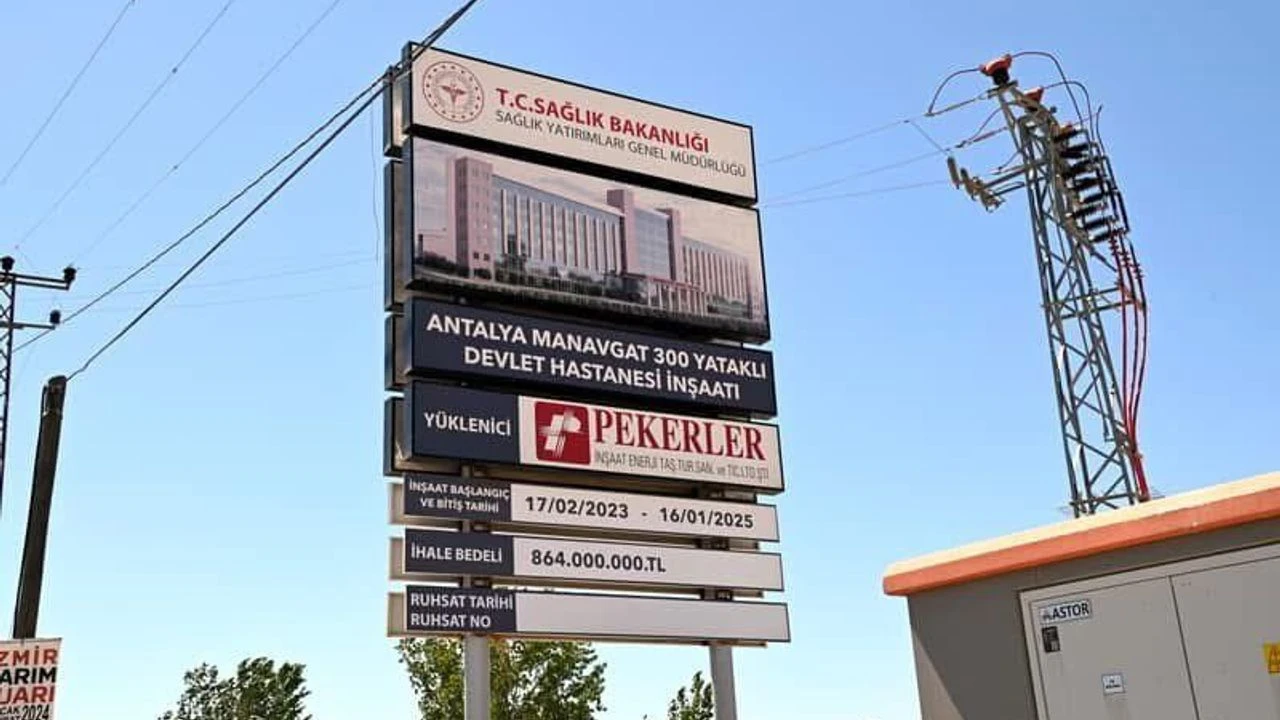 T.C.SAĞLIK BAKANLIĞI
SAĞLIK YATIRIMLARI GENEL MÜDÜRLÜĞÜ
ANTALYA MANAVGAT 300 YATAKLI
DEVLET HASTANESİ İNŞAATI
YÜKLENİCİ
PEKERLER
İNŞAAT ENERJİ TAŞ.TUR.SAN. ve TİC.LTD.ŞTİ
İNŞAAT BAŞLANGIÇ
VE BİTİŞ TARİHİ
17/02/2023 - 16/01/2025
İHALE BEDELİ
864.000.000.TL
RUHSAT TARİHİ
RUHSAT NO
ASTOR
ZMİR
ARIM
UARI
2024